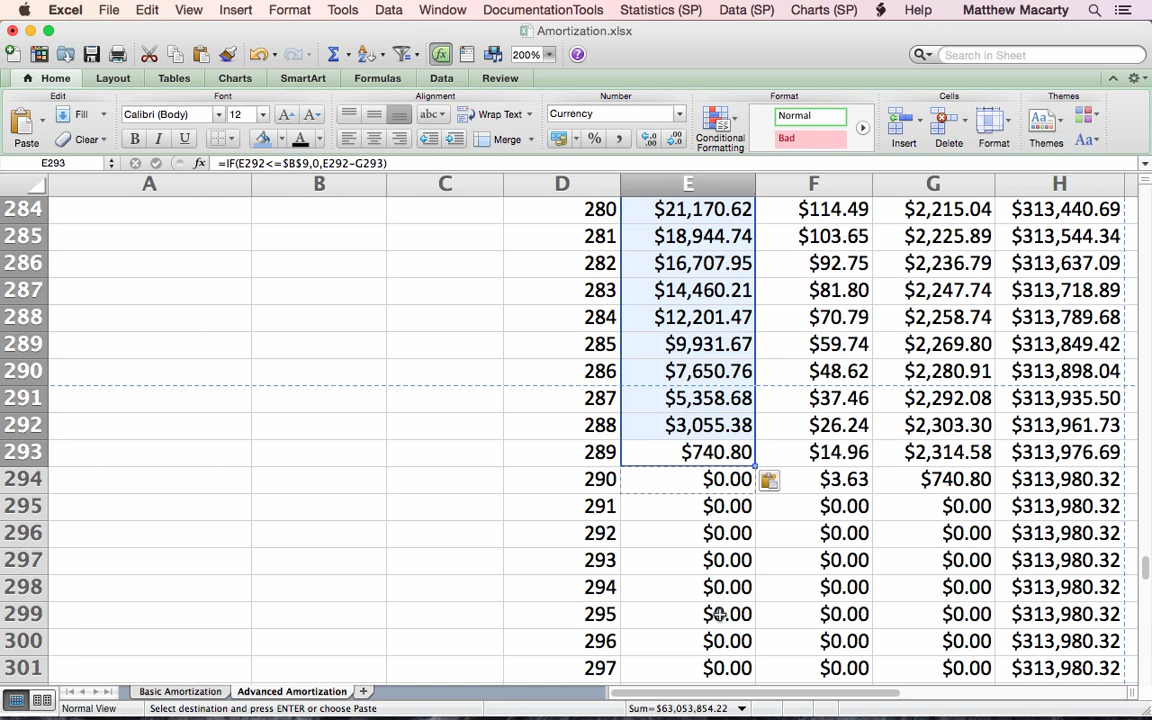 Excel File Edit View Insert Format Tools Data Window DocumentationTools Statistics (SP) Data (SP) Charts (SP) Help Matthew Macarty
Amortization.xlsx
200% Search in Sheet
Home Layout Tables Charts SmartArt Formulas Data Review
Edit Font Alignment Number Format Cells Themes
Fill Calibri (Body) 12 A A abc Wrap Text Currency Normal Aa
Paste Clear B I U A Merge % , .0 .00 Conditional Formatting Bad Insert Delete Format Themes Aa
E293 fx =IF(E292<=$B$9,0,E292-G293)
A B C D E F G H
284 280 $21,170.62 $114.49 $2,215.04 $313,440.69
285 281 $18,944.74 $103.65 $2,225.89 $313,544.34
286 282 $16,707.95 $92.75 $2,236.79 $313,637.09
287 283 $14,460.21 $81.80 $2,247.74 $313,718.89
288 284 $12,201.47 $70.79 $2,258.74 $313,789.68
289 285 $9,931.67 $59.74 $2,269.80 $313,849.42
290 286 $7,650.76 $48.62 $2,280.91 $313,898.04
291 287 $5,358.68 $37.46 $2,292.08 $313,935.50
292 288 $3,055.38 $26.24 $2,303.30 $313,961.73
293 289 $740.80 $14.96 $2,314.58 $313,976.69
294 290 $0.00 $3.63 $740.80 $313,980.32
295 291 $0.00 $0.00 $0.00 $313,980.32
296 292 $0.00 $0.00 $0.00 $313,980.32
297 293 $0.00 $0.00 $0.00 $313,980.32
298 294 $0.00 $0.00 $0.00 $313,980.32
299 295 $0.00 $0.00 $0.00 $313,980.32
300 296 $0.00 $0.00 $0.00 $313,980.32
301 297 $0.00 $0.00 $0.00 $313,980.32
Basic Amortization Advanced Amortization +
Normal View Select destination and press ENTER or choose Paste Sum=$63,053,854.22